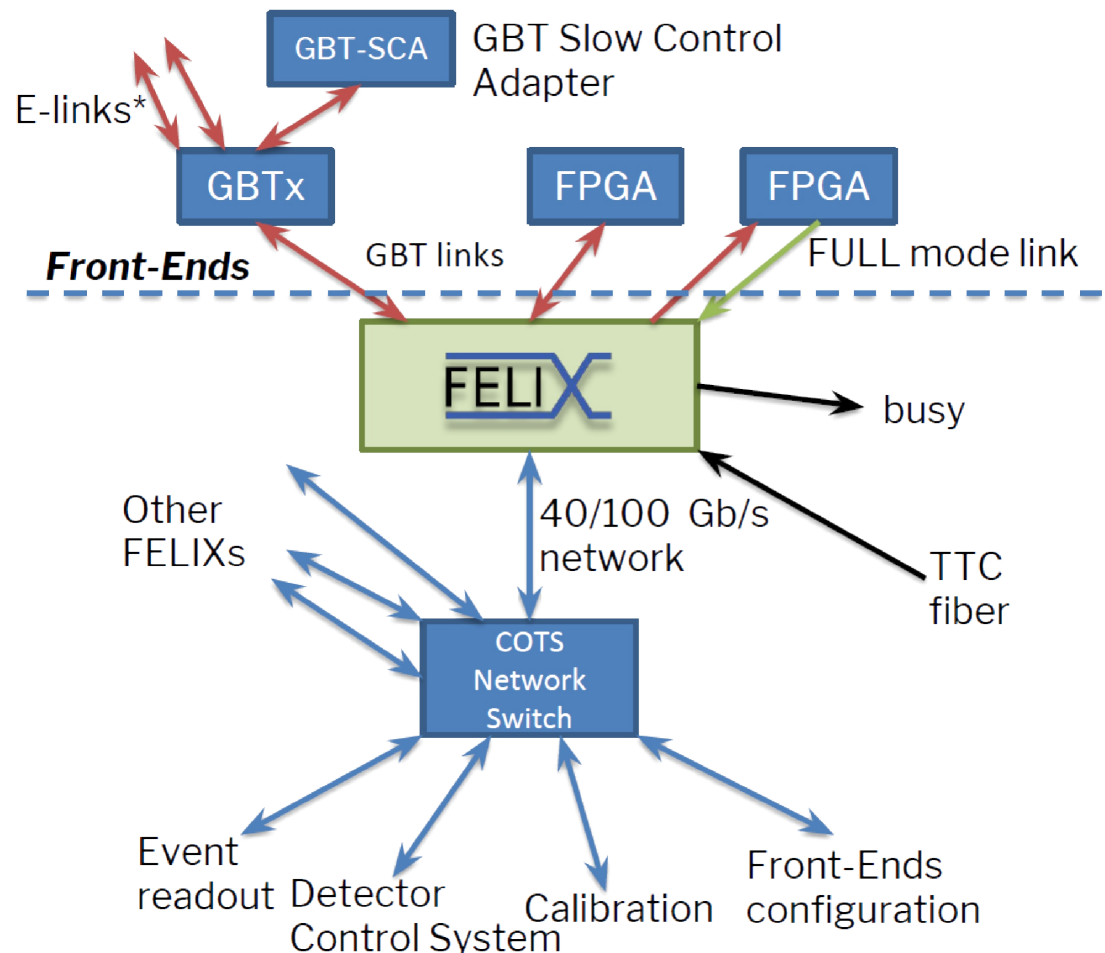 GBT-SCA
GBT Slow Control
Adapter
E-links*
GBTx
FPGA
FPGA
Front-Ends
GBT links
FULL mode link
FELIX
busy
Other
FELIXs
40/100 Gb/s
network
TTC
fiber
COTS
Network
Switch
Event
readout
Detector
Control System
Calibration
Front-Ends
configuration